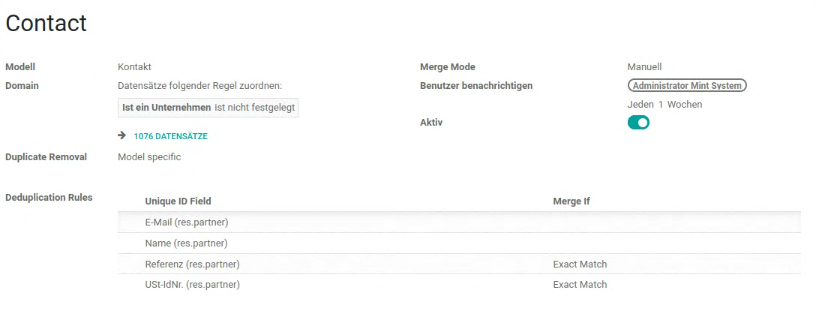 Contact
Modell Kontakt Merge Mode Manuell
Domain Datensätze folgender Regel zuordnen: Benutzer benachrichtigen Administrator Mint System
Ist ein Unternehmen ist nicht festgelegt Jeden 1 Wochen
Aktiv
1076 DATENSÄTZE
Duplicate Removal Model specific
Deduplication Rules Unique ID Field Merge If
E-Mail (res.partner)
Name (res.partner)
Referenz (res.partner) Exact Match
USt-IdNr. (res.partner) Exact Match